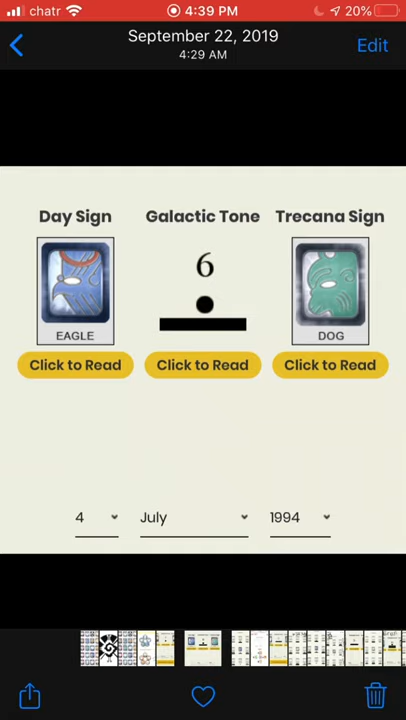 chatr 4:39 PM 20%
September 22, 2019
4:29 AM
Edit
Day Sign Galactic Tone Trecana Sign
6
EAGLE DOG
Click to Read Click to Read Click to Read
4 July 1994